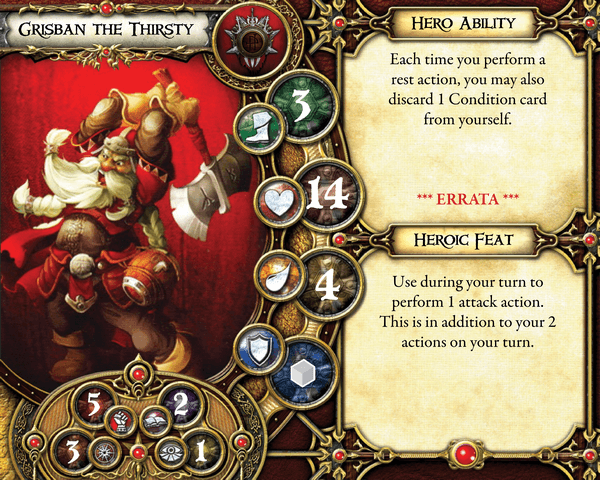 Grisban the Thirsty
3
14
4
5
2
3
1
Hero Ability
Each time you perform a
rest action, you may also
discard 1 Condition card
from yourself.
*** ERRATA ***
Heroic Feat
Use during your turn to
perform 1 attack action.
This is in addition to your 2
actions on your turn.